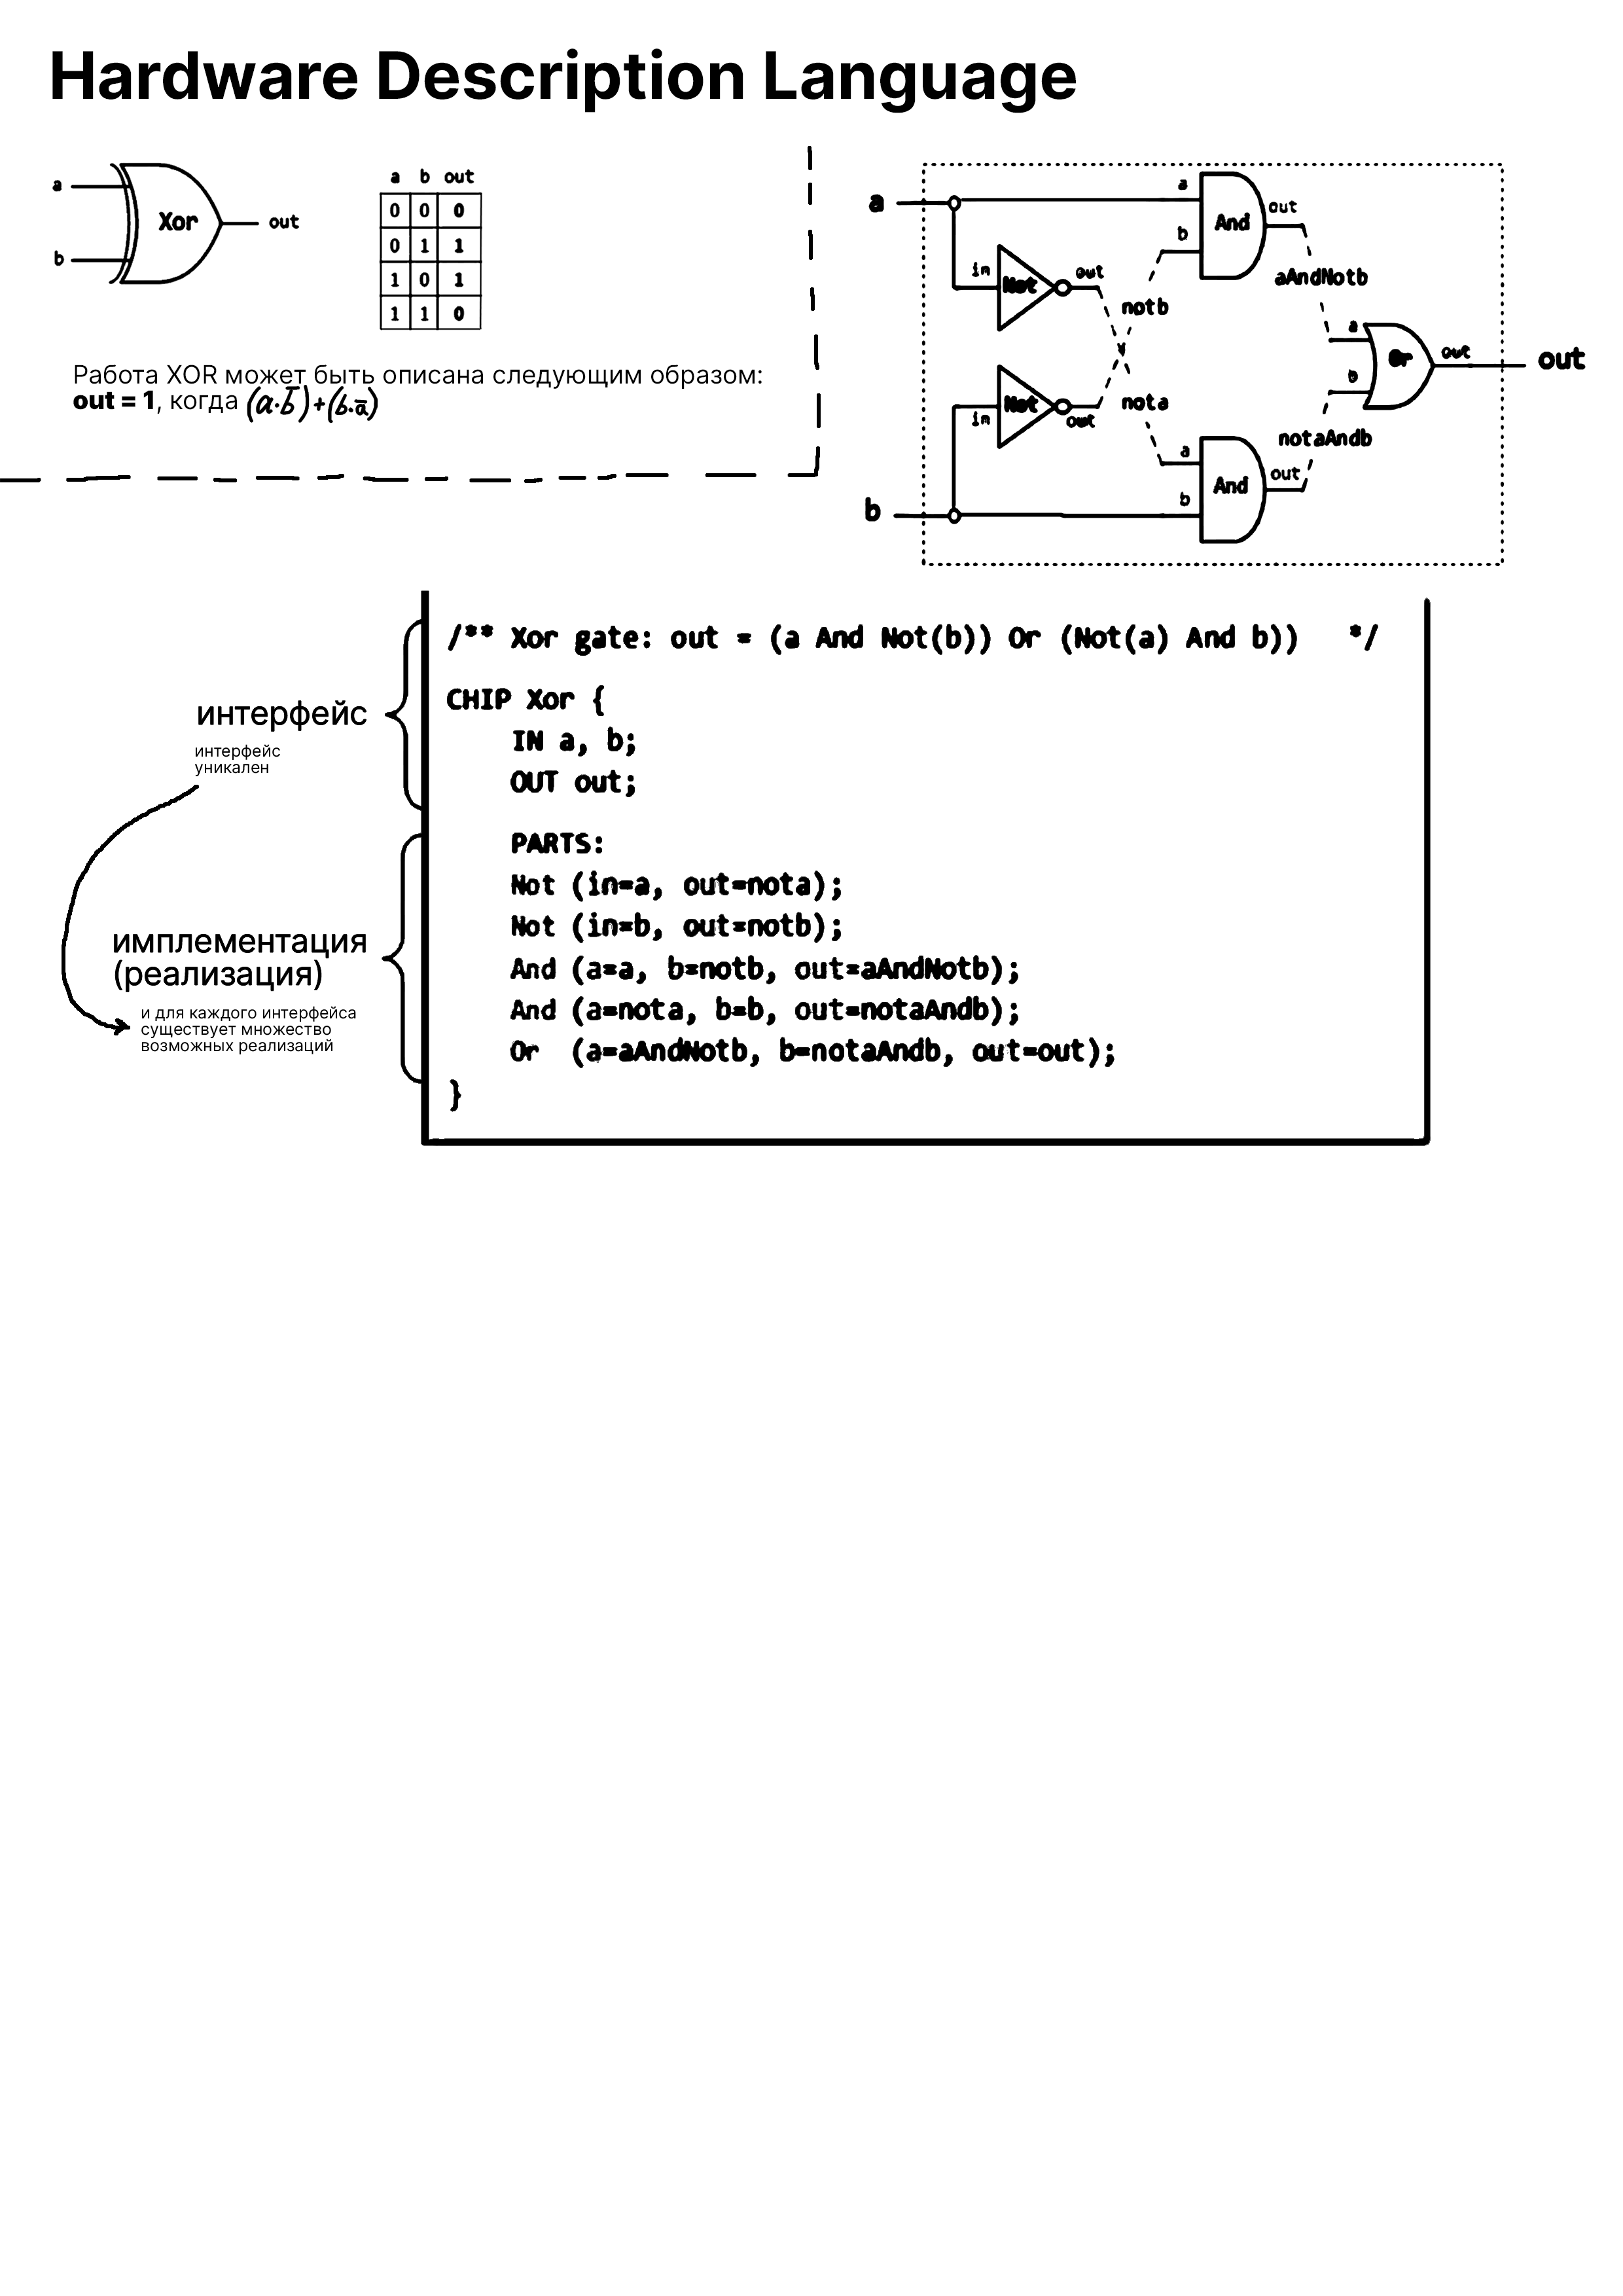 Hardware Description Language
a
b
Xor
out
a b out
0 0 0
0 1 1
1 0 1
1 1 0
Работа XOR может быть описана следующим образом:
out = 1, когда (a·b̅)+(b·a̅)
a
b
in
Not
out
in
Not
out
notb
nota
a
b
And
out
aAndNotb
a
b
And
out
notaAndb
a
b
Or
out
out
/** Xor gate: out = (a And Not(b)) Or (Not(a) And b)) */
CHIP Xor {
IN a, b;
OUT out;
PARTS:
Not (in=a, out=nota);
Not (in=b, out=notb);
And (a=a, b=notb, out=aAndNotb);
And (a=nota, b=b, out=notaAndb);
Or (a=aAndNotb, b=notaAndb, out=out);
}
интерфейс
интерфейс
уникален
имплементация
(реализация)
и для каждого интерфейса
существует множество
возможных реализаций